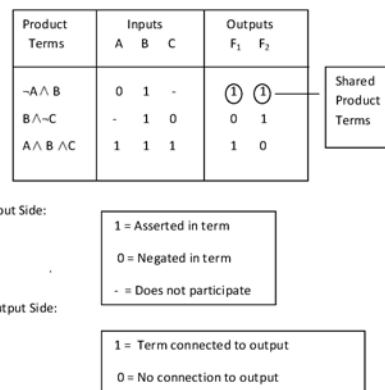 Product Inputs Outputs
Terms A B C F₁ F₂
¬A∧ B 0 1 - 1 1
Shared
Product
Terms
B∧¬C - 1 0 0 1
A∧ B ∧C 1 1 1 1 0
put Side:
1 = Asserted in term
0 = Negated in term
- = Does not participate
tput Side:
1 = Term connected to output
0 = No connection to output